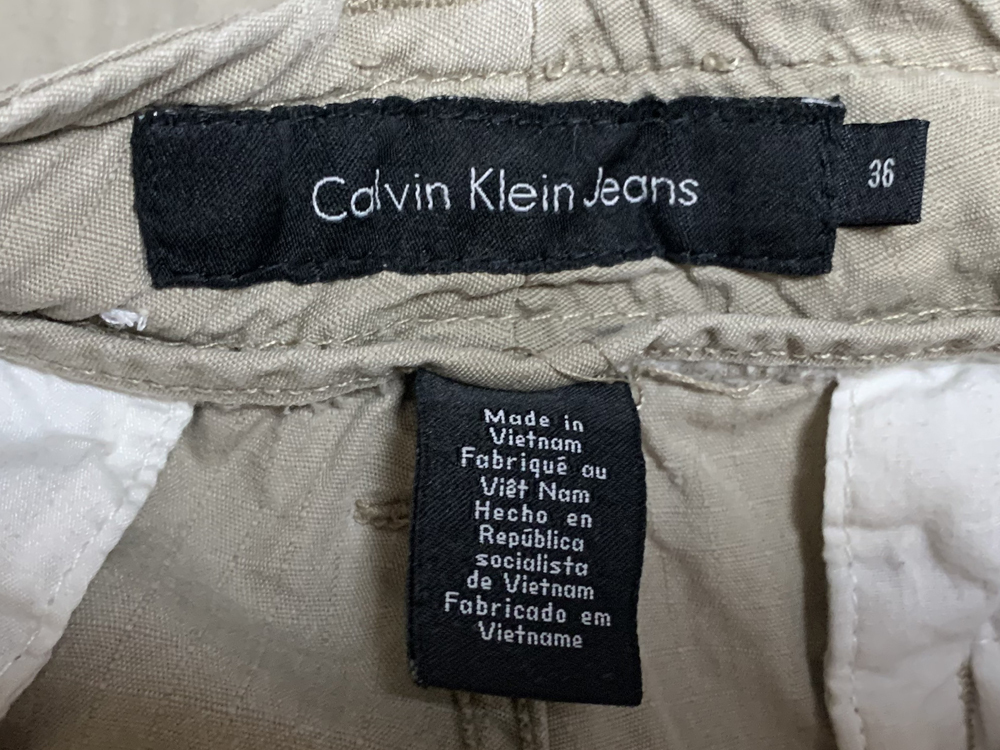 Calvin Klein Jeans
36
Made in
Vietnam
Fabriqué au
Viêt Nam
Hecho en
República
socialista
de Vietnam
Fabricado em
Vietname